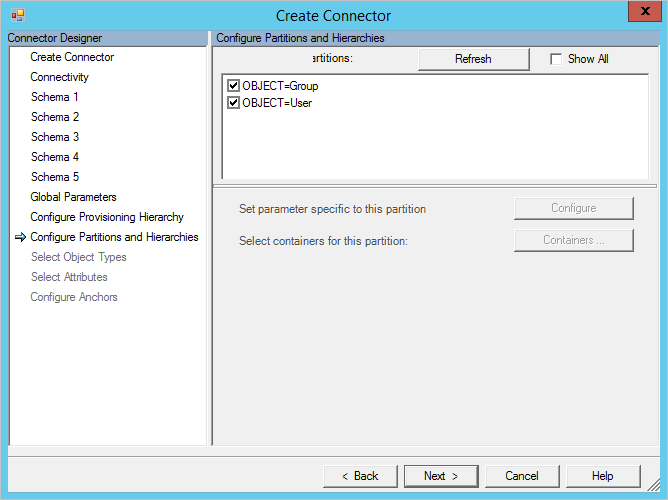 Create Connector
x
Connector Designer
Create Connector
Connectivity
Schema 1
Schema 2
Schema 3
Schema 4
Schema 5
Global Parameters
Configure Provisioning Hierarchy
Configure Partitions and Hierarchies
Select Object Types
Select Attributes
Configure Anchors
Configure Partitions and Hierarchies
rtitions: Refresh Show All
OBJECT=Group
OBJECT=User
Set parameter specific to this partition Configure
Select containers for this partition: Containers ...
< Back Next > Cancel Help